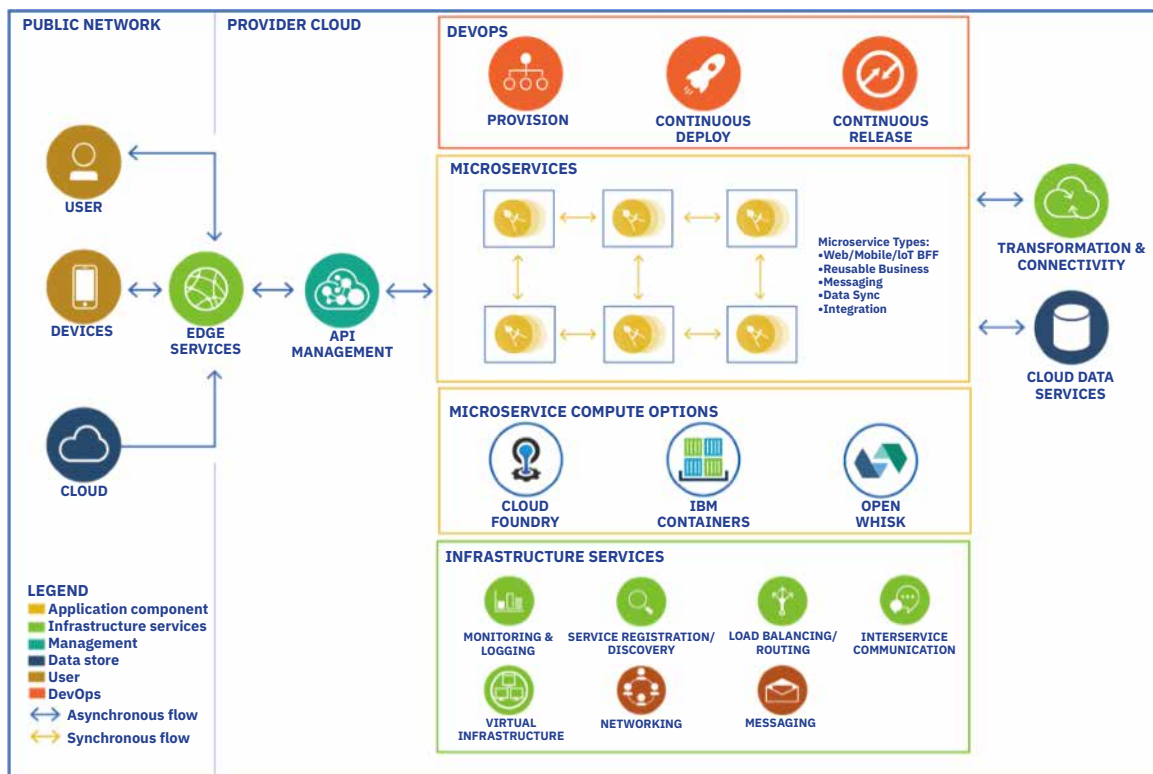 PUBLIC NETWORK
PROVIDER CLOUD
DEVOPS
PROVISION
CONTINUOUS
DEPLOY
CONTINUOUS
RELEASE
USER
DEVICES
CLOUD
EDGE
SERVICES
API
MANAGEMENT
MICROSERVICES
Microservice Types:
•Web/Mobile/IoT BFF
•Reusable Business
•Messaging
•Data Sync
•Integration
TRANSFORMATION &
CONNECTIVITY
CLOUD DATA
SERVICES
MICROSERVICE COMPUTE OPTIONS
CLOUD
FOUNDRY
IBM
CONTAINERS
OPEN
WHISK
INFRASTRUCTURE SERVICES
MONITORING &
LOGGING
SERVICE REGISTRATION/
DISCOVERY
LOAD BALANCING/
ROUTING
INTERSERVICE
COMMUNICATION
VIRTUAL
INFRASTRUCTURE
NETWORKING
MESSAGING
LEGEND
Application component
Infrastructure services
Management
Data store
User
DevOps
Asynchronous flow
Synchronous flow